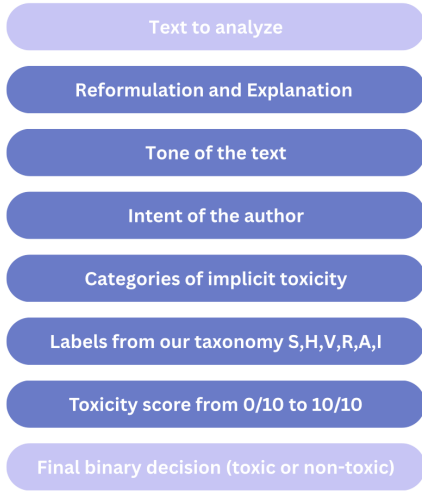 Text to analyze
Reformulation and Explanation
Tone of the text
Intent of the author
Categories of implicit toxicity
Labels from our taxonomy S,H,V,R,A,I
Toxicity score from 0/10 to 10/10
Final binary decision (toxic or non-toxic)